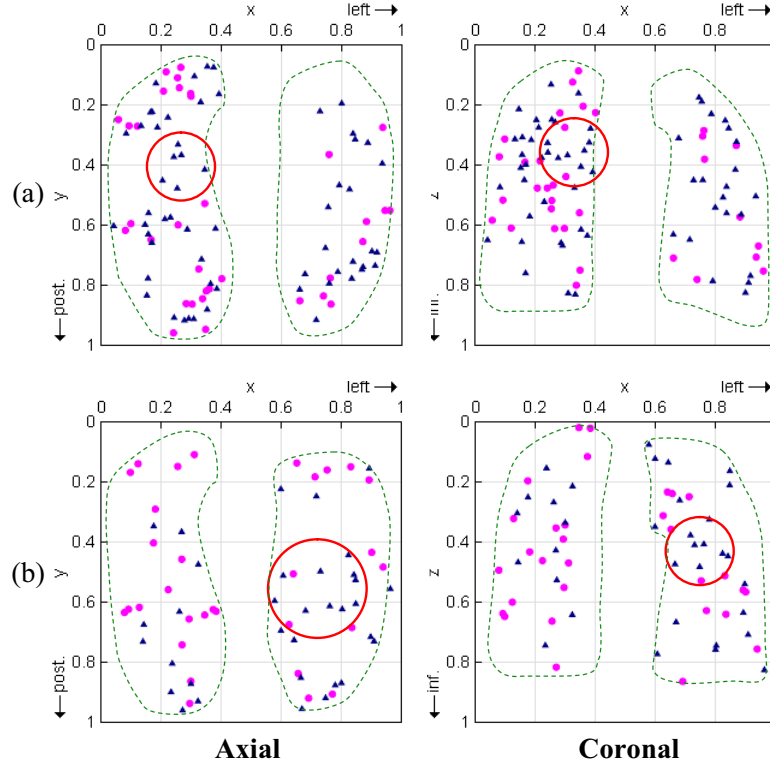 x left → x left →
0 0.2 0.4 0.6 0.8 1 0 0.2 0.4 0.6 0.8
0 0
0.2 0.2
(a) y 0.4 z 0.4
0.6 0.6
←post. 0.8 ←inf. 0.8
1 1
x left → x left →
0 0.2 0.4 0.6 0.8 1 0 0.2 0.4 0.6 0.8
0 0
0.2 0.2
y 0.4 z 0.4
(b) 0.6 0.6
←post. 0.8 ←inf. 0.8
1 1
Axial Coronal